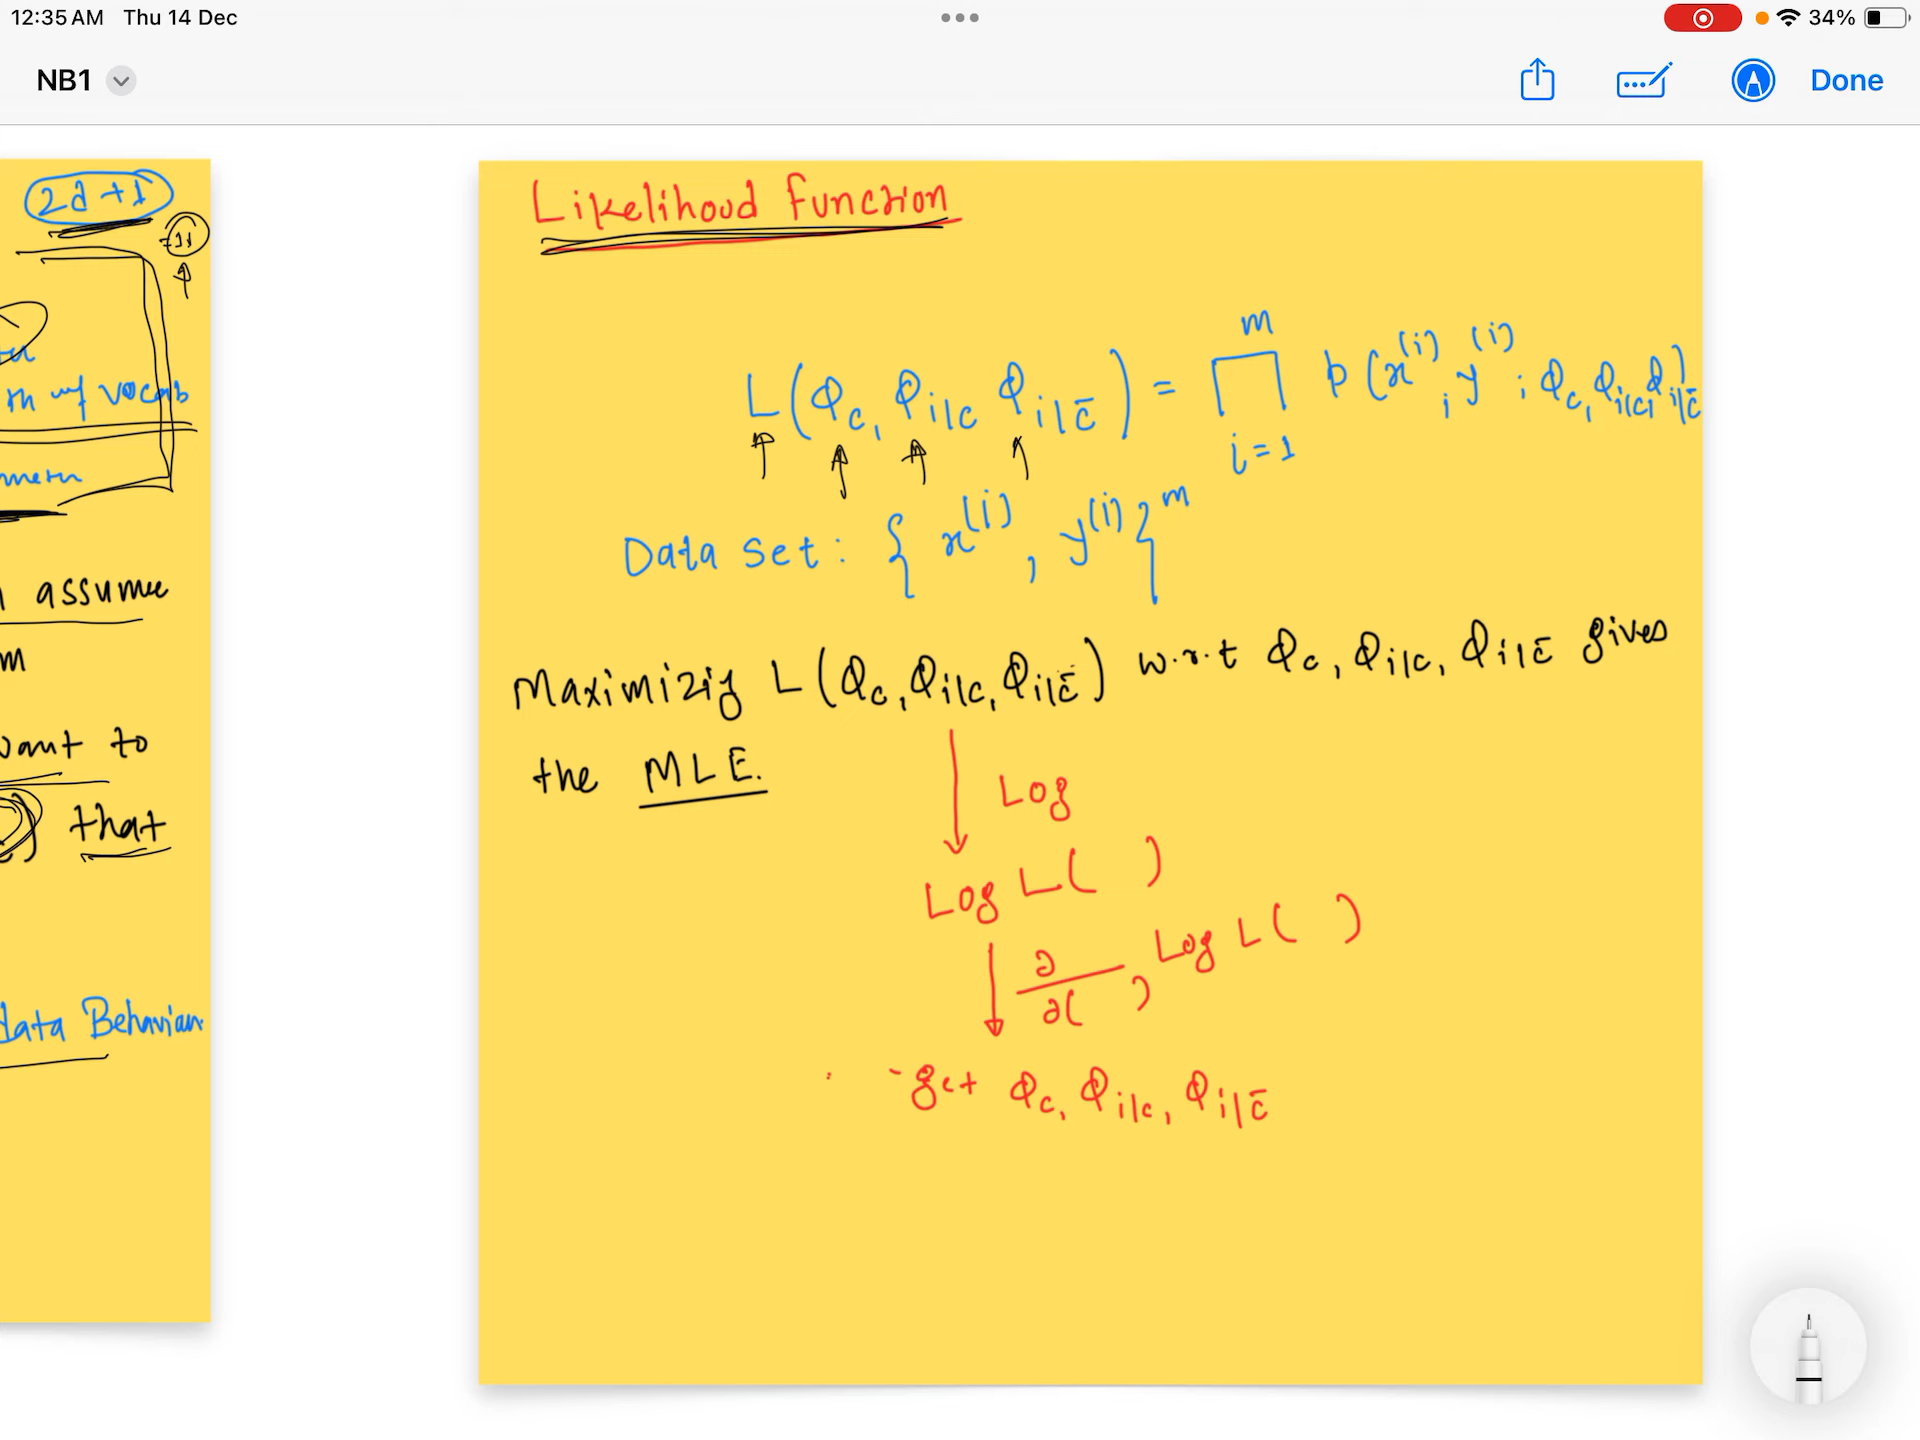 12:35 AM Thu 14 Dec
34%
NB1
Done
2d+1
m w/ vocab
assume
m
want to
that
data Behaviour
Likelihood Function
L(Φc, Φi|c Φi|c̄) = ∏ p(x^(i), y^(i); Φc, Φi|c, Φi|c̄)
m
i=1
Data set: { x^(i), y^(i) }^m
Maximizig L(Φc, Φi|c, Φi|c̄) w.r.t Φc, Φi|c, Φi|c̄ gives
the MLE.
Log
Log L( )
∂/∂( ) Log L( )
get Φc, Φi|c, Φi|c̄